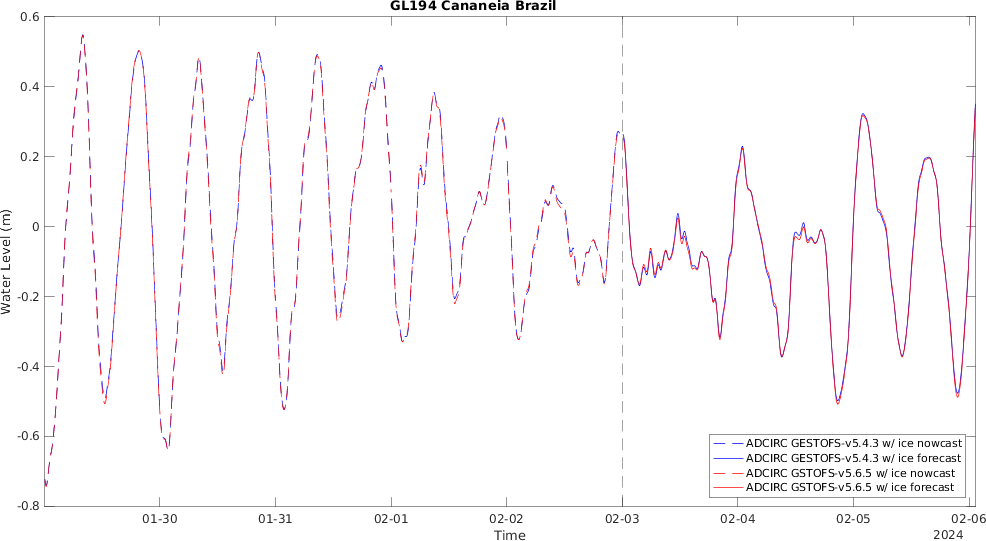 GL194 Cananeia Brazil
0.6
0.4
0.2
0
-0.2
-0.4
-0.6
-0.8
Water Level (m)
ADCIRC GESTOFS-v5.4.3 w/ ice nowcast
ADCIRC GESTOFS-v5.4.3 w/ ice forecast
ADCIRC GSTOFS-v5.6.5 w/ ice nowcast
ADCIRC GSTOFS-v5.6.5 w/ ice forecast
01-30 01-31 02-01 02-02 02-03 02-04 02-05 02-06
Time
2024